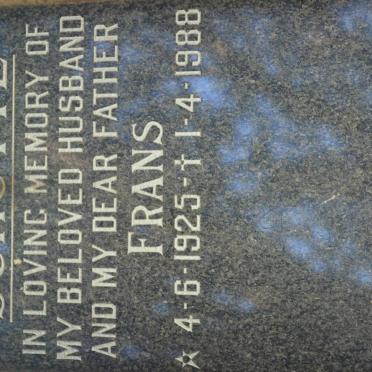 IN LOVING MEMORY OF
MY BELOVED HUSBAND
AND MY DEAR FATHER
FRANS
* 4-6-1925-† 1-4-1988